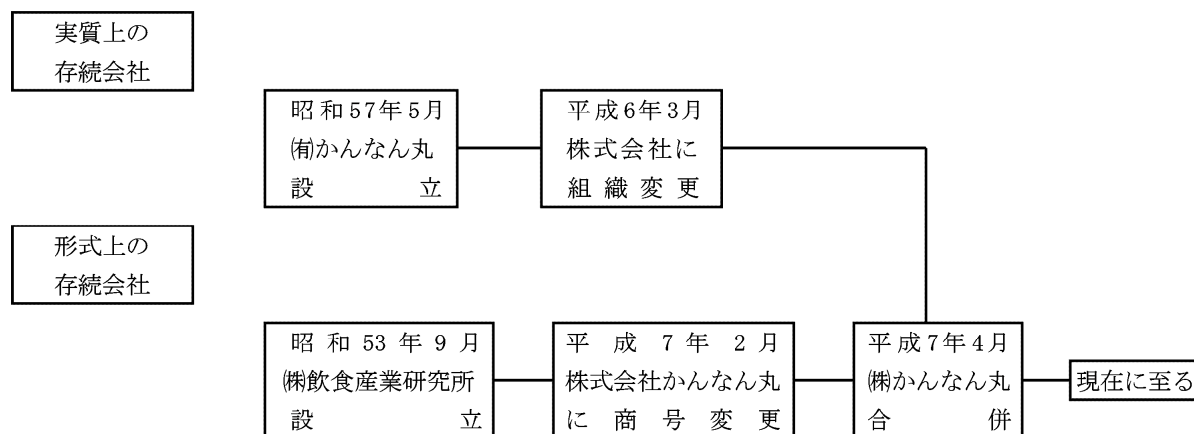 実質上の
存続会社
昭和57年5月
㈲かんなん丸
設立
平成6年3月
株式会社に
組織変更
形式上の
存続会社
昭和53年9月
㈱飲食産業研究所
設立
平成7年2月
株式会社かんなん丸
に商号変更
平成7年4月
㈱かんなん丸
合併
現在に至る